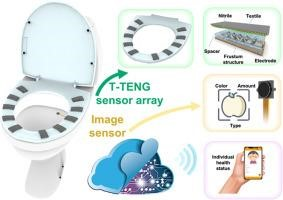 Nitrile Textile
Spacer
Frustum
structure
Electrode
T-TENG
sensor array
Image
sensor
Color Amount
Type
Individual
health
status